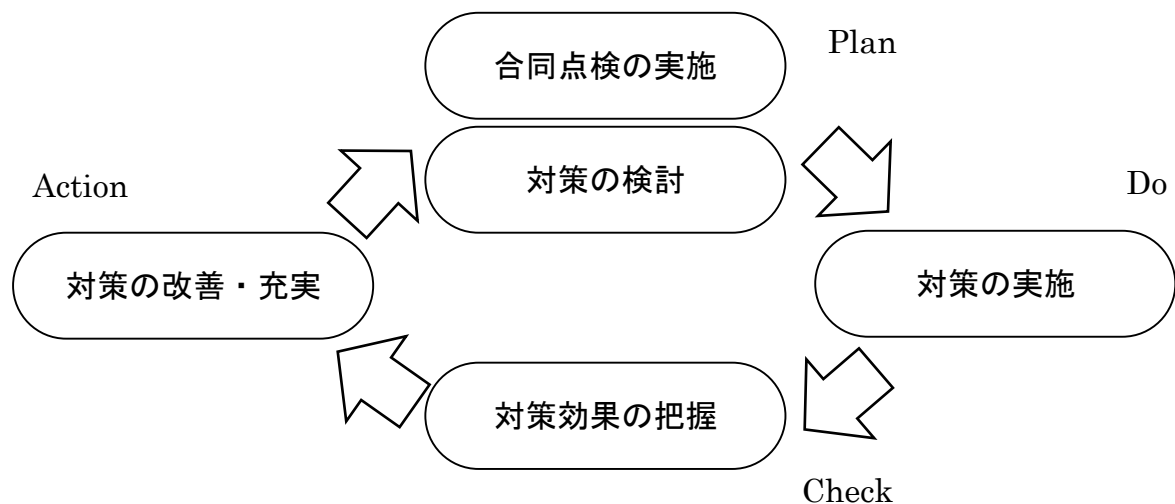 合同点検の実施
Plan
対策の検討
Action
Do
対策の改善・充実
対策の実施
対策効果の把握
Check